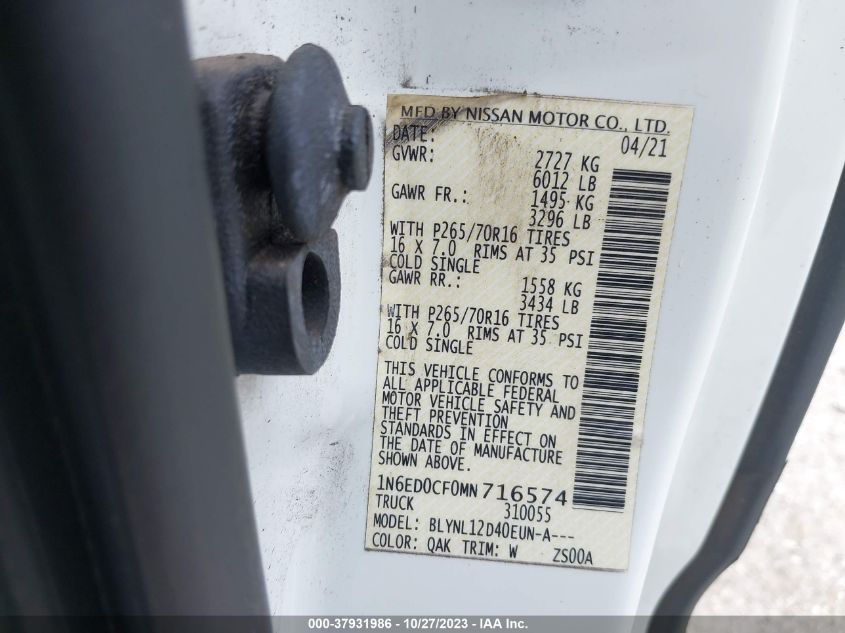 MFD BY NISSAN MOTOR CO., LTD.
DATE: 04/21
GVWR: 2727 KG
6012 LB
GAWR FR.: 1495 KG
3296 LB
WITH P265/70R16 TIRES
16 X 7.0 RIMS AT 35 PSI
COLD SINGLE
GAWR RR.: 1558 KG
3434 LB
WITH P265/70R16 TIRES
16 X 7.0 RIMS AT 35 PSI
COLD SINGLE
THIS VEHICLE CONFORMS TO
ALL APPLICABLE FEDERAL
MOTOR VEHICLE SAFETY AND
THEFT PREVENTION
STANDARDS IN EFFECT ON
THE DATE OF MANUFACTURE
SHOWN ABOVE.
1N6ED0CF0MN716574
TRUCK 310055
MODEL: BLYNL12D40EUN-A---
COLOR: QAK TRIM: W ZS00A
000-37931986 - 10/27/2023 - IAA Inc.